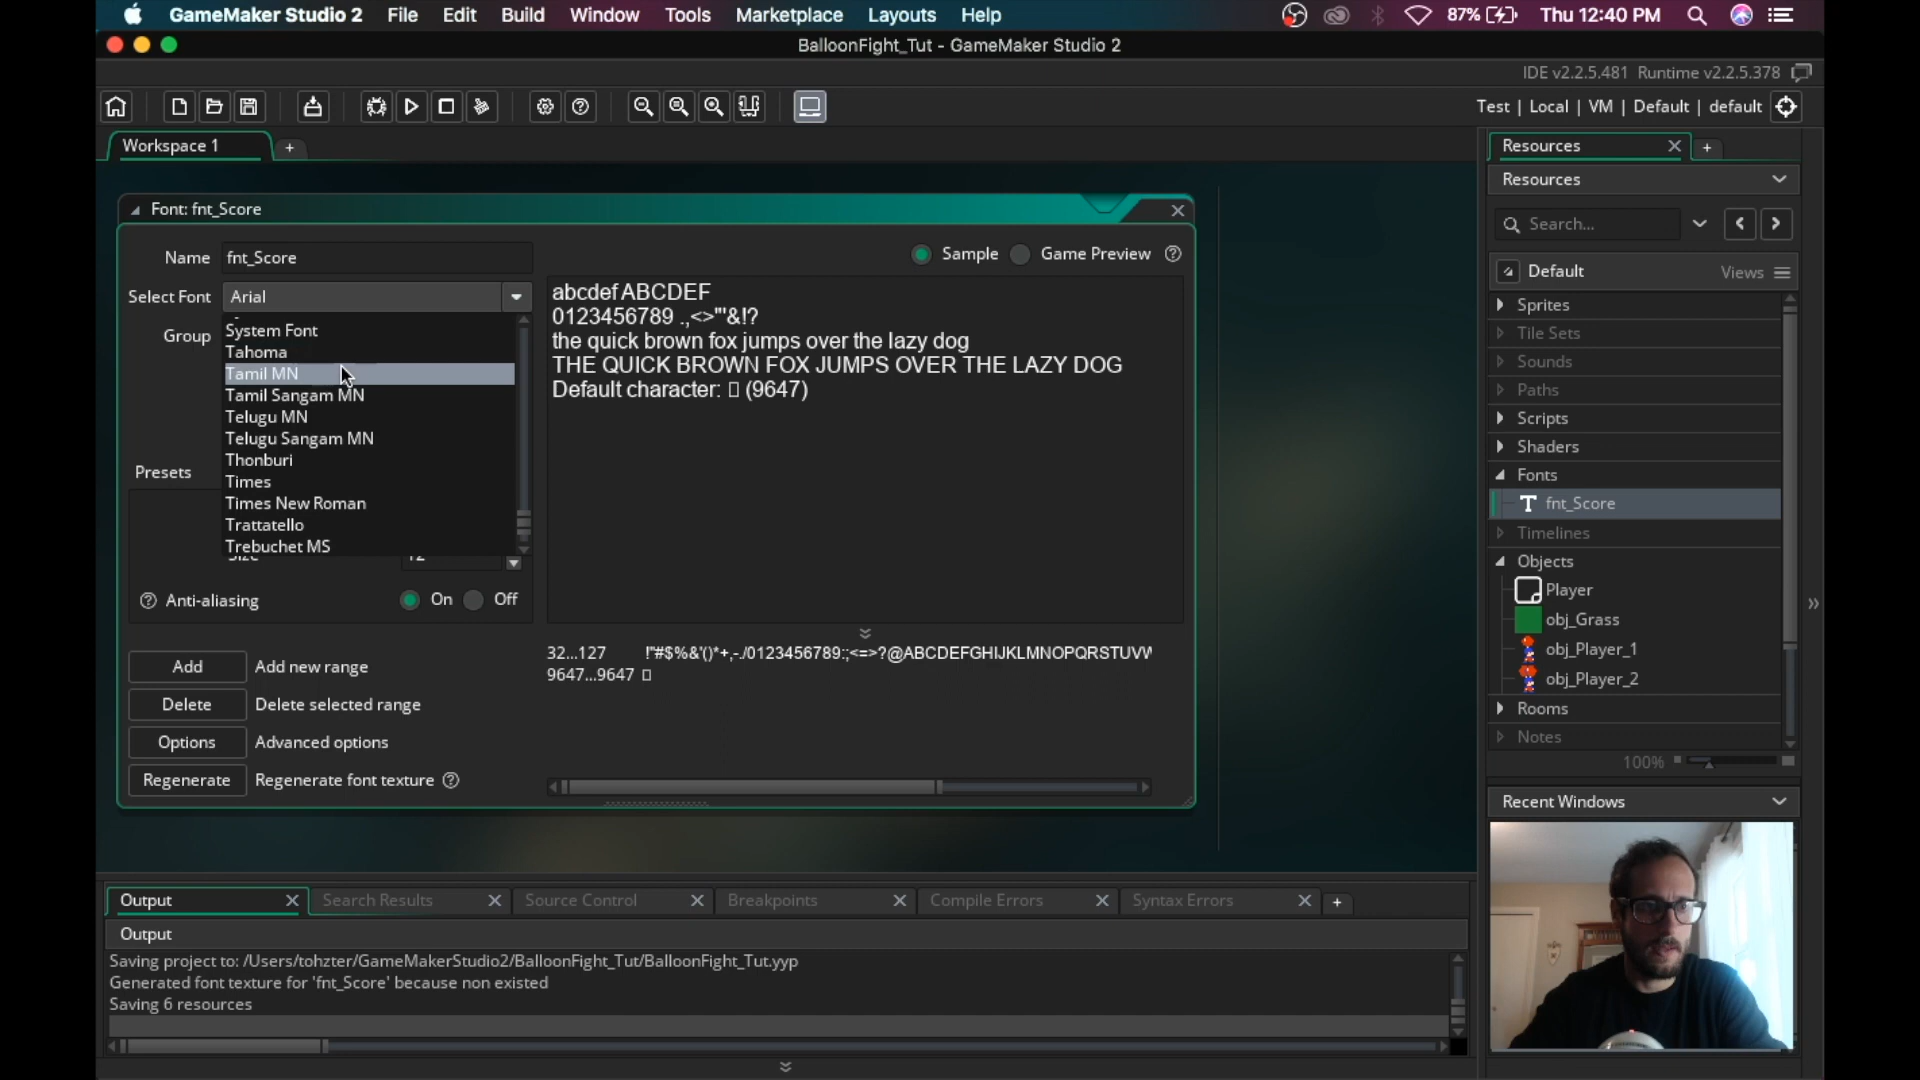 GameMaker Studio 2 File Edit Build Window Tools Marketplace Layouts Help 87% Thu 12:40 PM
BalloonFight_Tut - GameMaker Studio 2
IDE v2.2.5.481 Runtime v2.2.5.378
Test | Local | VM | Default | default
Workspace 1
Font: fnt_Score
Name fnt_Score
Select Font Arial
Group
System Font
Tahoma
Tamil MN
Tamil Sangam MN
Telugu MN
Telugu Sangam MN
Thonburi
Times
Times New Roman
Trattatello
Trebuchet MS
Presets
Size 12
Anti-aliasing On Off
Add Add new range
Delete Delete selected range
Options Advanced options
Regenerate Regenerate font texture
Sample Game Preview
abcdef ABCDEF
0123456789 .,<>"'&!?
the quick brown fox jumps over the lazy dog
THE QUICK BROWN FOX JUMPS OVER THE LAZY DOG
Default character: ▯ (9647)
32...127 !"#$%&'()*+,-./0123456789:;<=>?@ABCDEFGHIJKLMNOPQRSTUVW
9647...9647 ▯
Resources
Resources
Search...
Default Views
Sprites
Tile Sets
Sounds
Paths
Scripts
Shaders
Fonts
fnt_Score
Timelines
Objects
Player
obj_Grass
obj_Player_1
obj_Player_2
Rooms
Notes
100%
Recent Windows
Output Search Results Source Control Breakpoints Compile Errors Syntax Errors
Output
Saving project to: /Users/tohzter/GameMakerStudio2/BalloonFight_Tut/BalloonFight_Tut.yyp
Generated font texture for 'fnt_Score' because non existed
Saving 6 resources